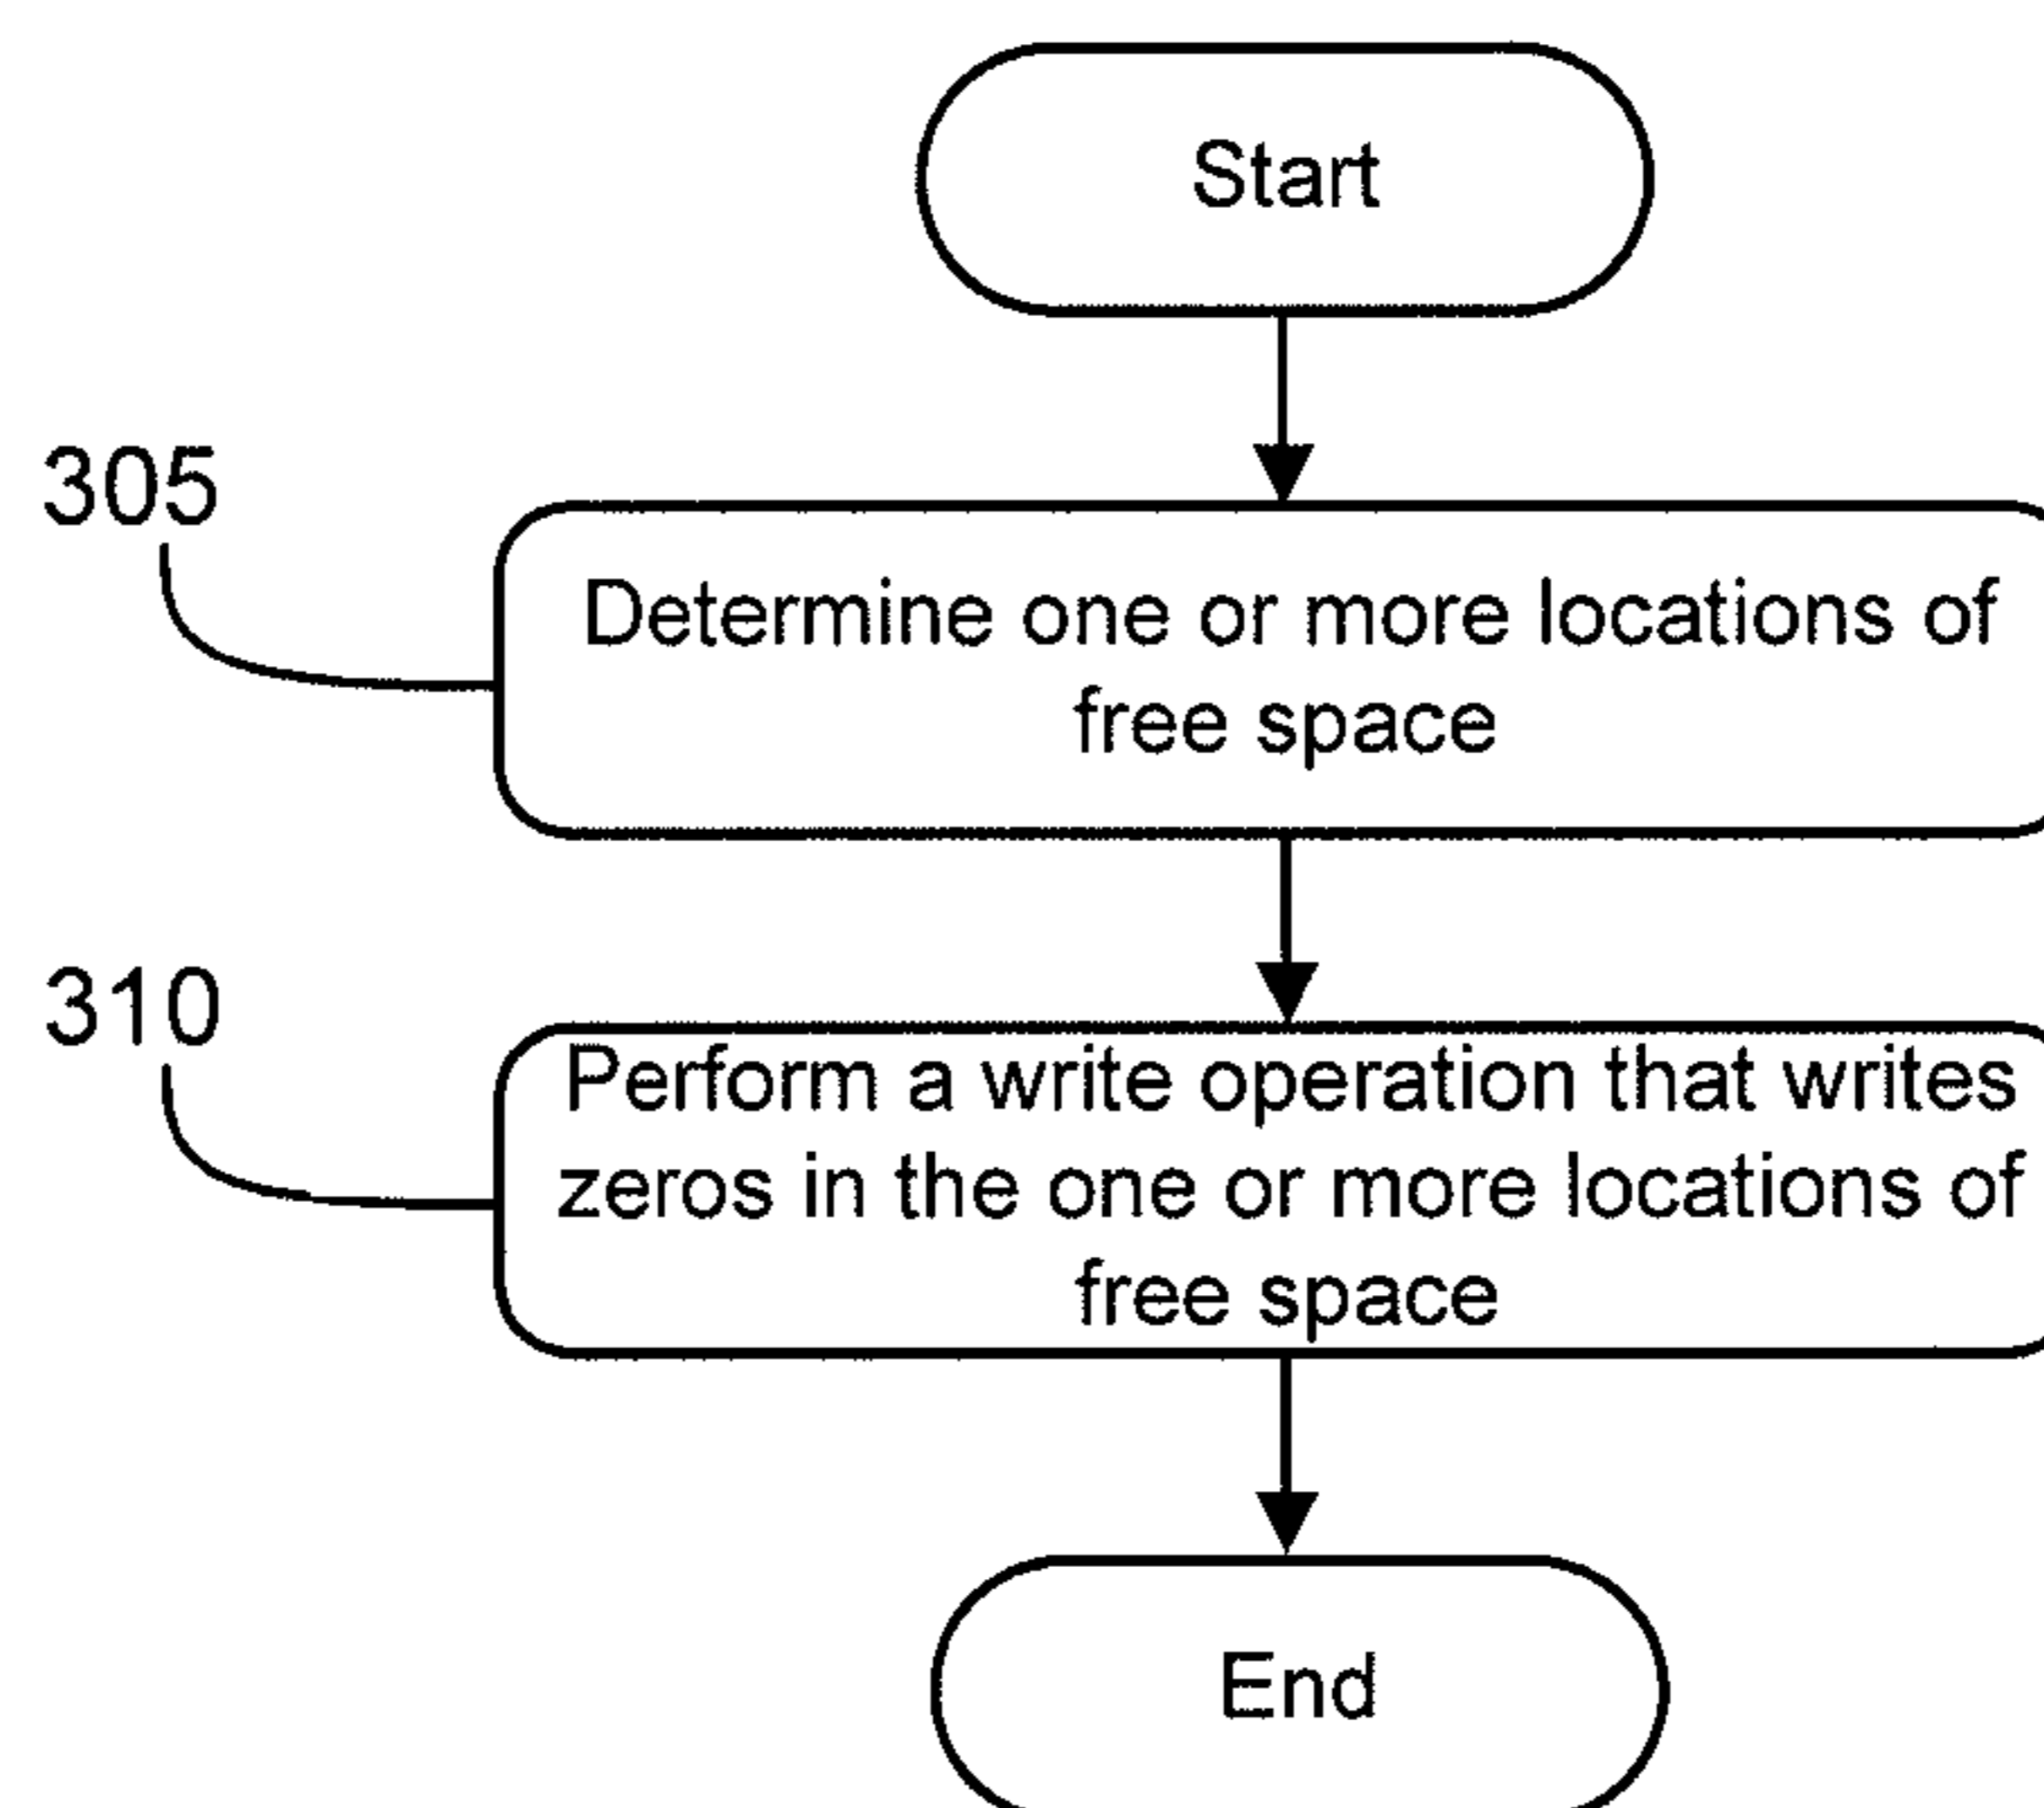 Start
305
Determine one or more locations of
free space
310
Perform a write operation that writes
zeros in the one or more locations of
free space
End